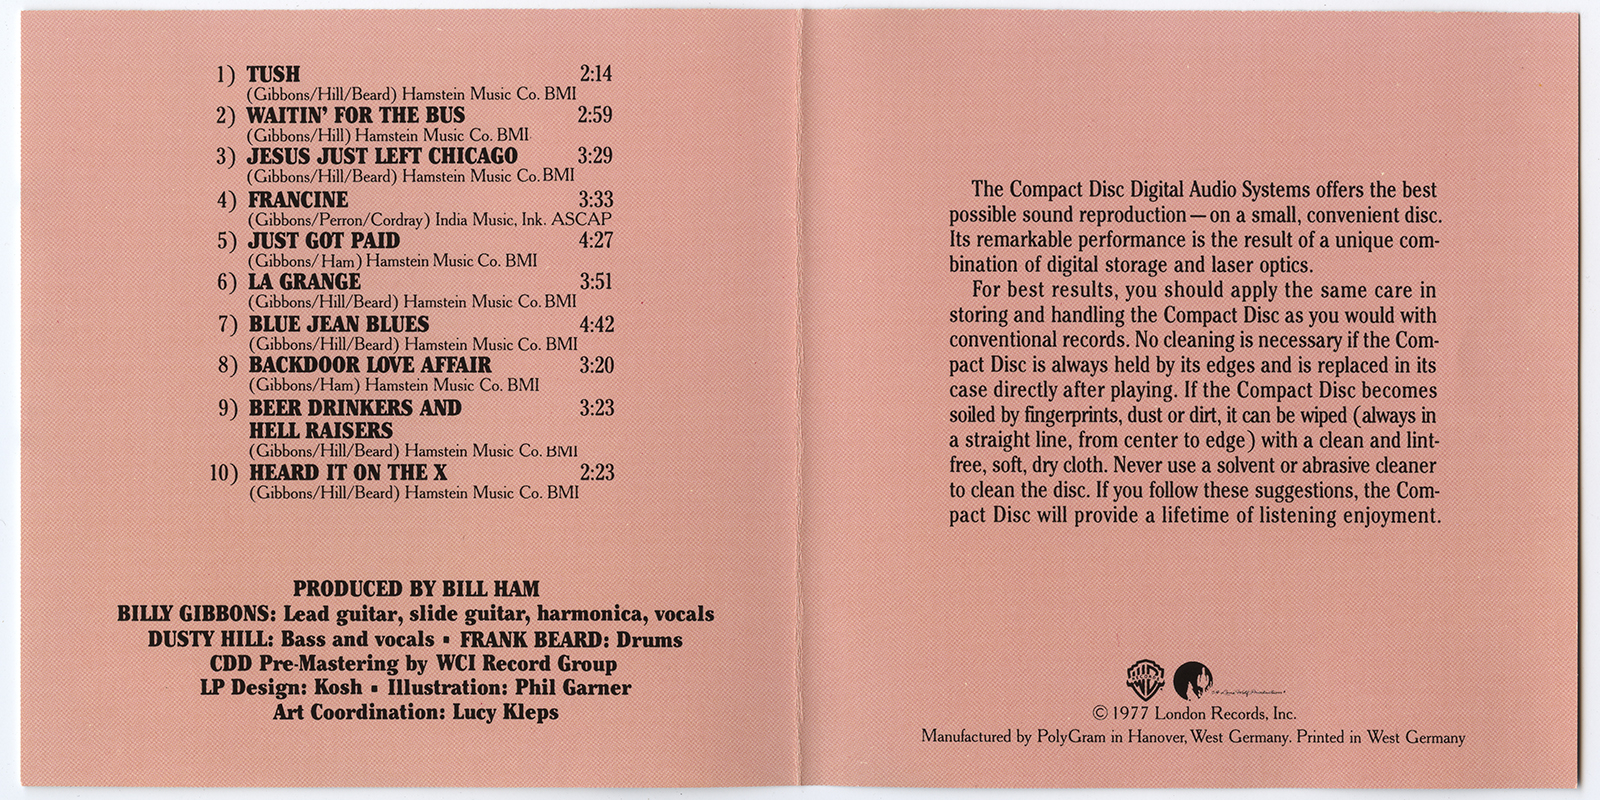 1) TUSH 2:14
(Gibbons/Hill/Beard) Hamstein Music Co. BMI
2) WAITIN' FOR THE BUS 2:59
(Gibbons/Hill) Hamstein Music Co. BMI
3) JESUS JUST LEFT CHICAGO 3:29
(Gibbons/Hill/Beard) Hamstein Music Co. BMI
4) FRANCINE 3:33
(Gibbons/Perron/Cordray) India Music, Ink. ASCAP
5) JUST GOT PAID 4:27
(Gibbons/Ham) Hamstein Music Co. BMI
6) LA GRANGE 3:51
(Gibbons/Hill/Beard) Hamstein Music Co. BMI
7) BLUE JEAN BLUES 4:42
(Gibbons/Hill/Beard) Hamstein Music Co. BMI
8) BACKDOOR LOVE AFFAIR 3:20
(Gibbons/Ham) Hamstein Music Co. BMI
9) BEER DRINKERS AND 3:23
HELL RAISERS
(Gibbons/Hill/Beard) Hamstein Music Co. BMI
10) HEARD IT ON THE X 2:23
(Gibbons/Hill/Beard) Hamstein Music Co. BMI
PRODUCED BY BILL HAM
BILLY GIBBONS: Lead guitar, slide guitar, harmonica, vocals
DUSTY HILL: Bass and vocals ▪ FRANK BEARD: Drums
CDD Pre-Mastering by WCI Record Group
LP Design: Kosh ▪ Illustration: Phil Garner
Art Coordination: Lucy Kleps
The Compact Disc Digital Audio Systems offers the best
possible sound reproduction — on a small, convenient disc.
Its remarkable performance is the result of a unique com-
bination of digital storage and laser optics.
For best results, you should apply the same care in
storing and handling the Compact Disc as you would with
conventional records. No cleaning is necessary if the Com-
pact Disc is always held by its edges and is replaced in its
case directly after playing. If the Compact Disc becomes
soiled by fingerprints, dust or dirt, it can be wiped (always in
a straight line, from center to edge) with a clean and lint-
free, soft, dry cloth. Never use a solvent or abrasive cleaner
to clean the disc. If you follow these suggestions, the Com-
pact Disc will provide a lifetime of listening enjoyment.
© 1977 London Records, Inc.
Manufactured by PolyGram in Hanover, West Germany. Printed in West Germany